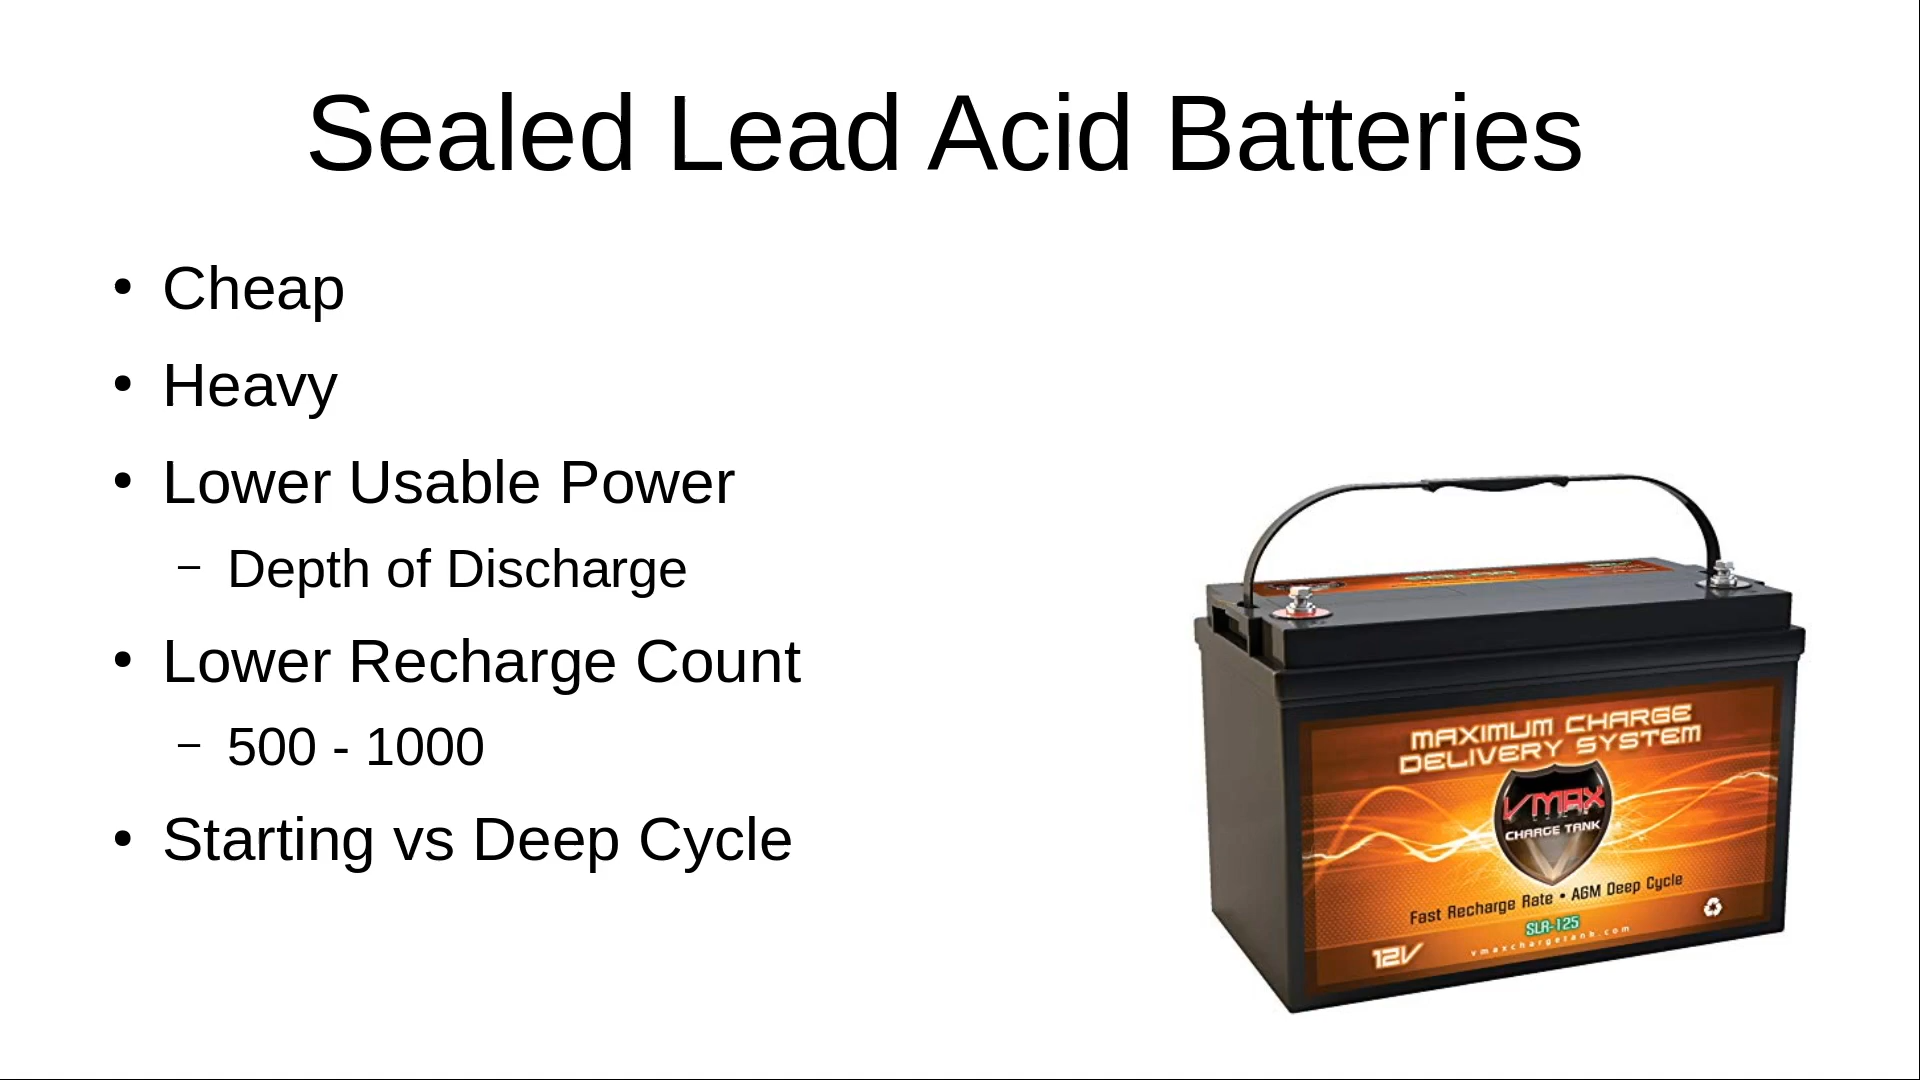 Sealed Lead Acid Batteries
• Cheap
• Heavy
• Lower Usable Power
– Depth of Discharge
• Lower Recharge Count
– 500 - 1000
• Starting vs Deep Cycle
MAXIMUM CHARGE
DELIVERY SYSTEM
VMAX
CHARGE TANK
Fast Recharge Rate • AGM Deep Cycle
SLR-125
vmaxchargetank.com
12V